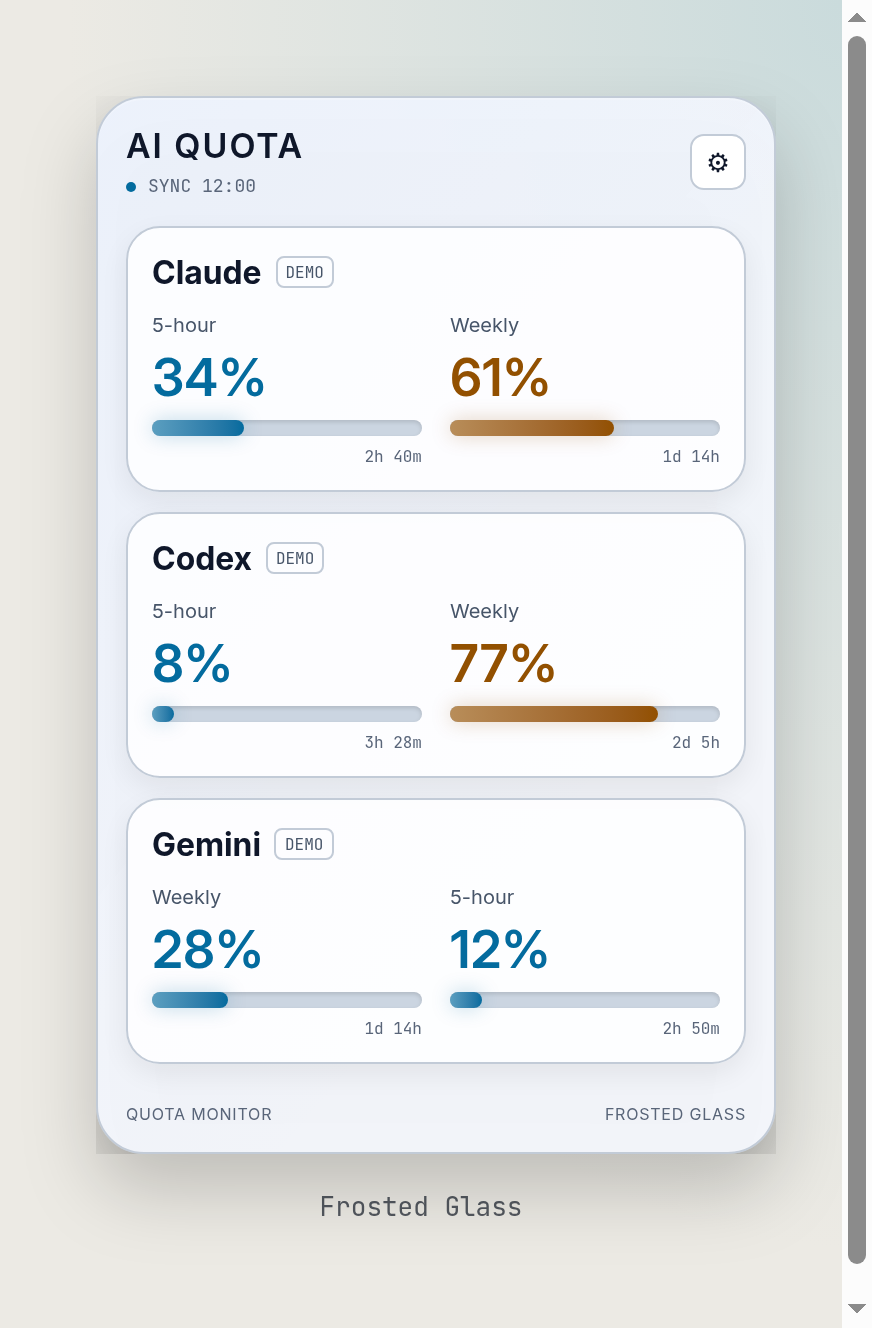 AI QUOTA
SYNC 12:00
Claude DEMO
5-hour Weekly
34% 61%
2h 40m 1d 14h
Codex DEMO
5-hour Weekly
8% 77%
3h 28m 2d 5h
Gemini DEMO
Weekly 5-hour
28% 12%
1d 14h 2h 50m
QUOTA MONITOR FROSTED GLASS
Frosted Glass